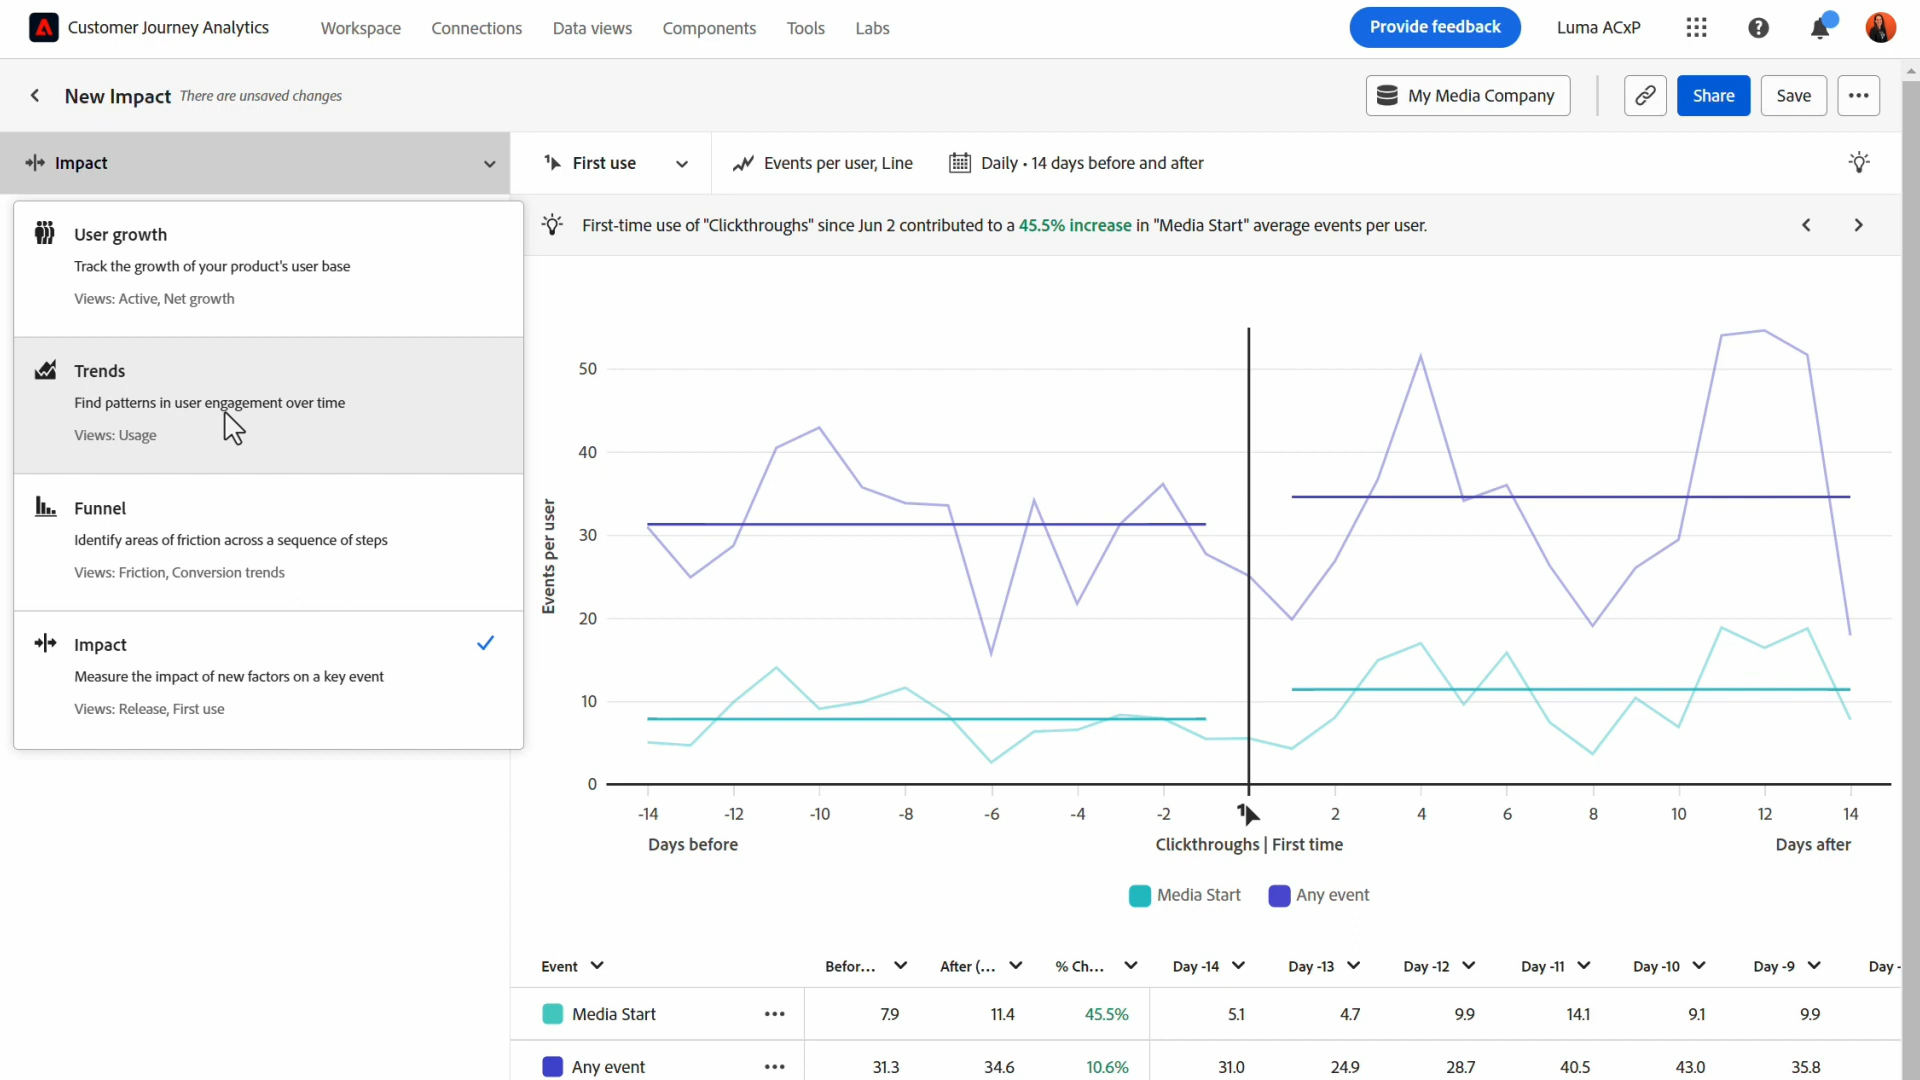 Customer Journey Analytics
Workspace
Connections
Data views
Components
Tools
Labs
Provide feedback
Luma ACxP
New Impact There are unsaved changes
My Media Company
Share
Save
Impact
First use
Events per user, Line
Daily • 14 days before and after
User growth
Track the growth of your product's user base
Views: Active, Net growth
Trends
Find patterns in user engagement over time
Views: Usage
Funnel
Identify areas of friction across a sequence of steps
Views: Friction, Conversion trends
Impact
Measure the impact of new factors on a key event
Views: Release, First use
First-time use of "Clickthroughs" since Jun 2 contributed to a 45.5% increase in "Media Start" average events per user.
Events per user
50
40
30
20
10
0
-14 -12 -10 -8 -6 -4 -2 2 4 6 8 10 12 14
Days before
Clickthroughs | First time
Days after
Media Start
Any event
Event Befor... After (... % Ch... Day -14 Day -13 Day -12 Day -11 Day -10 Day -9 Day -
Media Start ••• 7.9 11.4 45.5% 5.1 4.7 9.9 14.1 9.1 9.9
Any event ••• 31.3 34.6 10.6% 31.0 24.9 28.7 40.5 43.0 35.8